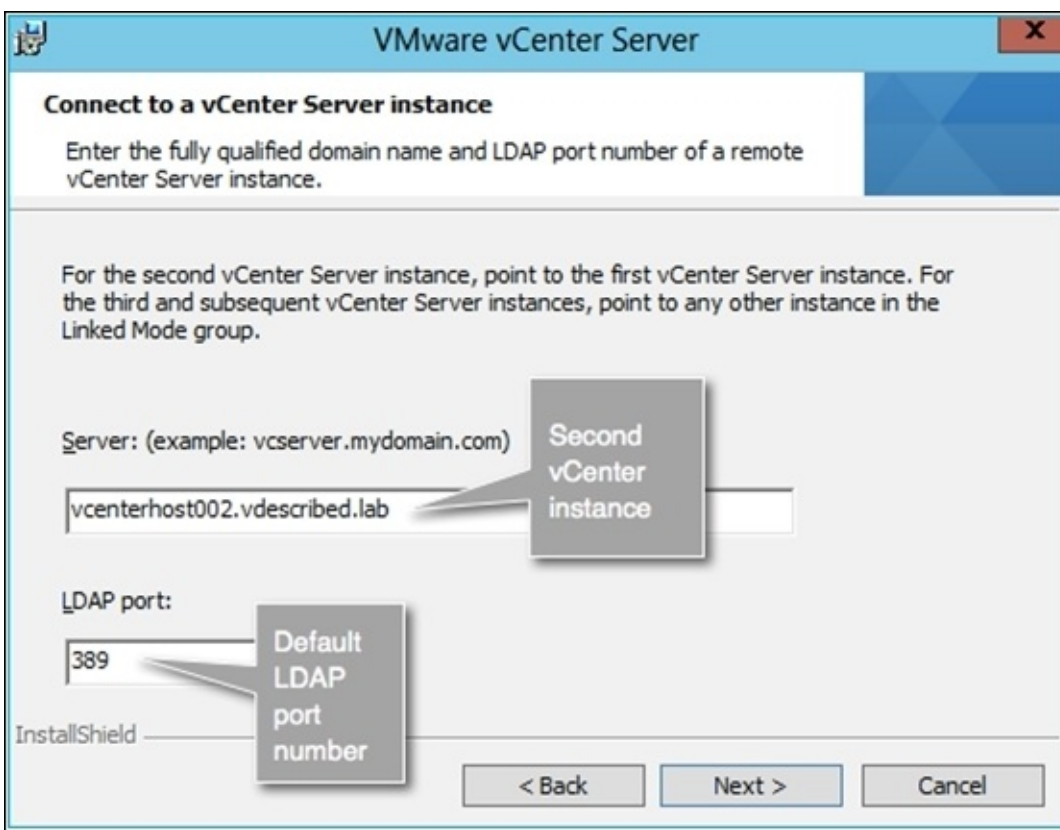 VMware vCenter Server
X
Connect to a vCenter Server instance
Enter the fully qualified domain name and LDAP port number of a remote
vCenter Server instance.
For the second vCenter Server instance, point to the first vCenter Server instance. For
the third and subsequent vCenter Server instances, point to any other instance in the
Linked Mode group.
Server: (example: vcserver.mydomain.com)
Second
vCenter
instance
vcenterhost002.vdescribed.lab
LDAP port:
389
Default
LDAP
port
number
InstallShield
< Back
Next >
Cancel